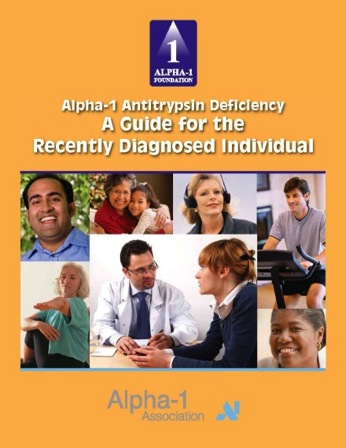 1
ALPHA-1
FOUNDATION
Alpha-1 Antitrypsin Deficiency
A Guide for the
Recently Diagnosed Individual
Alpha-1
Association